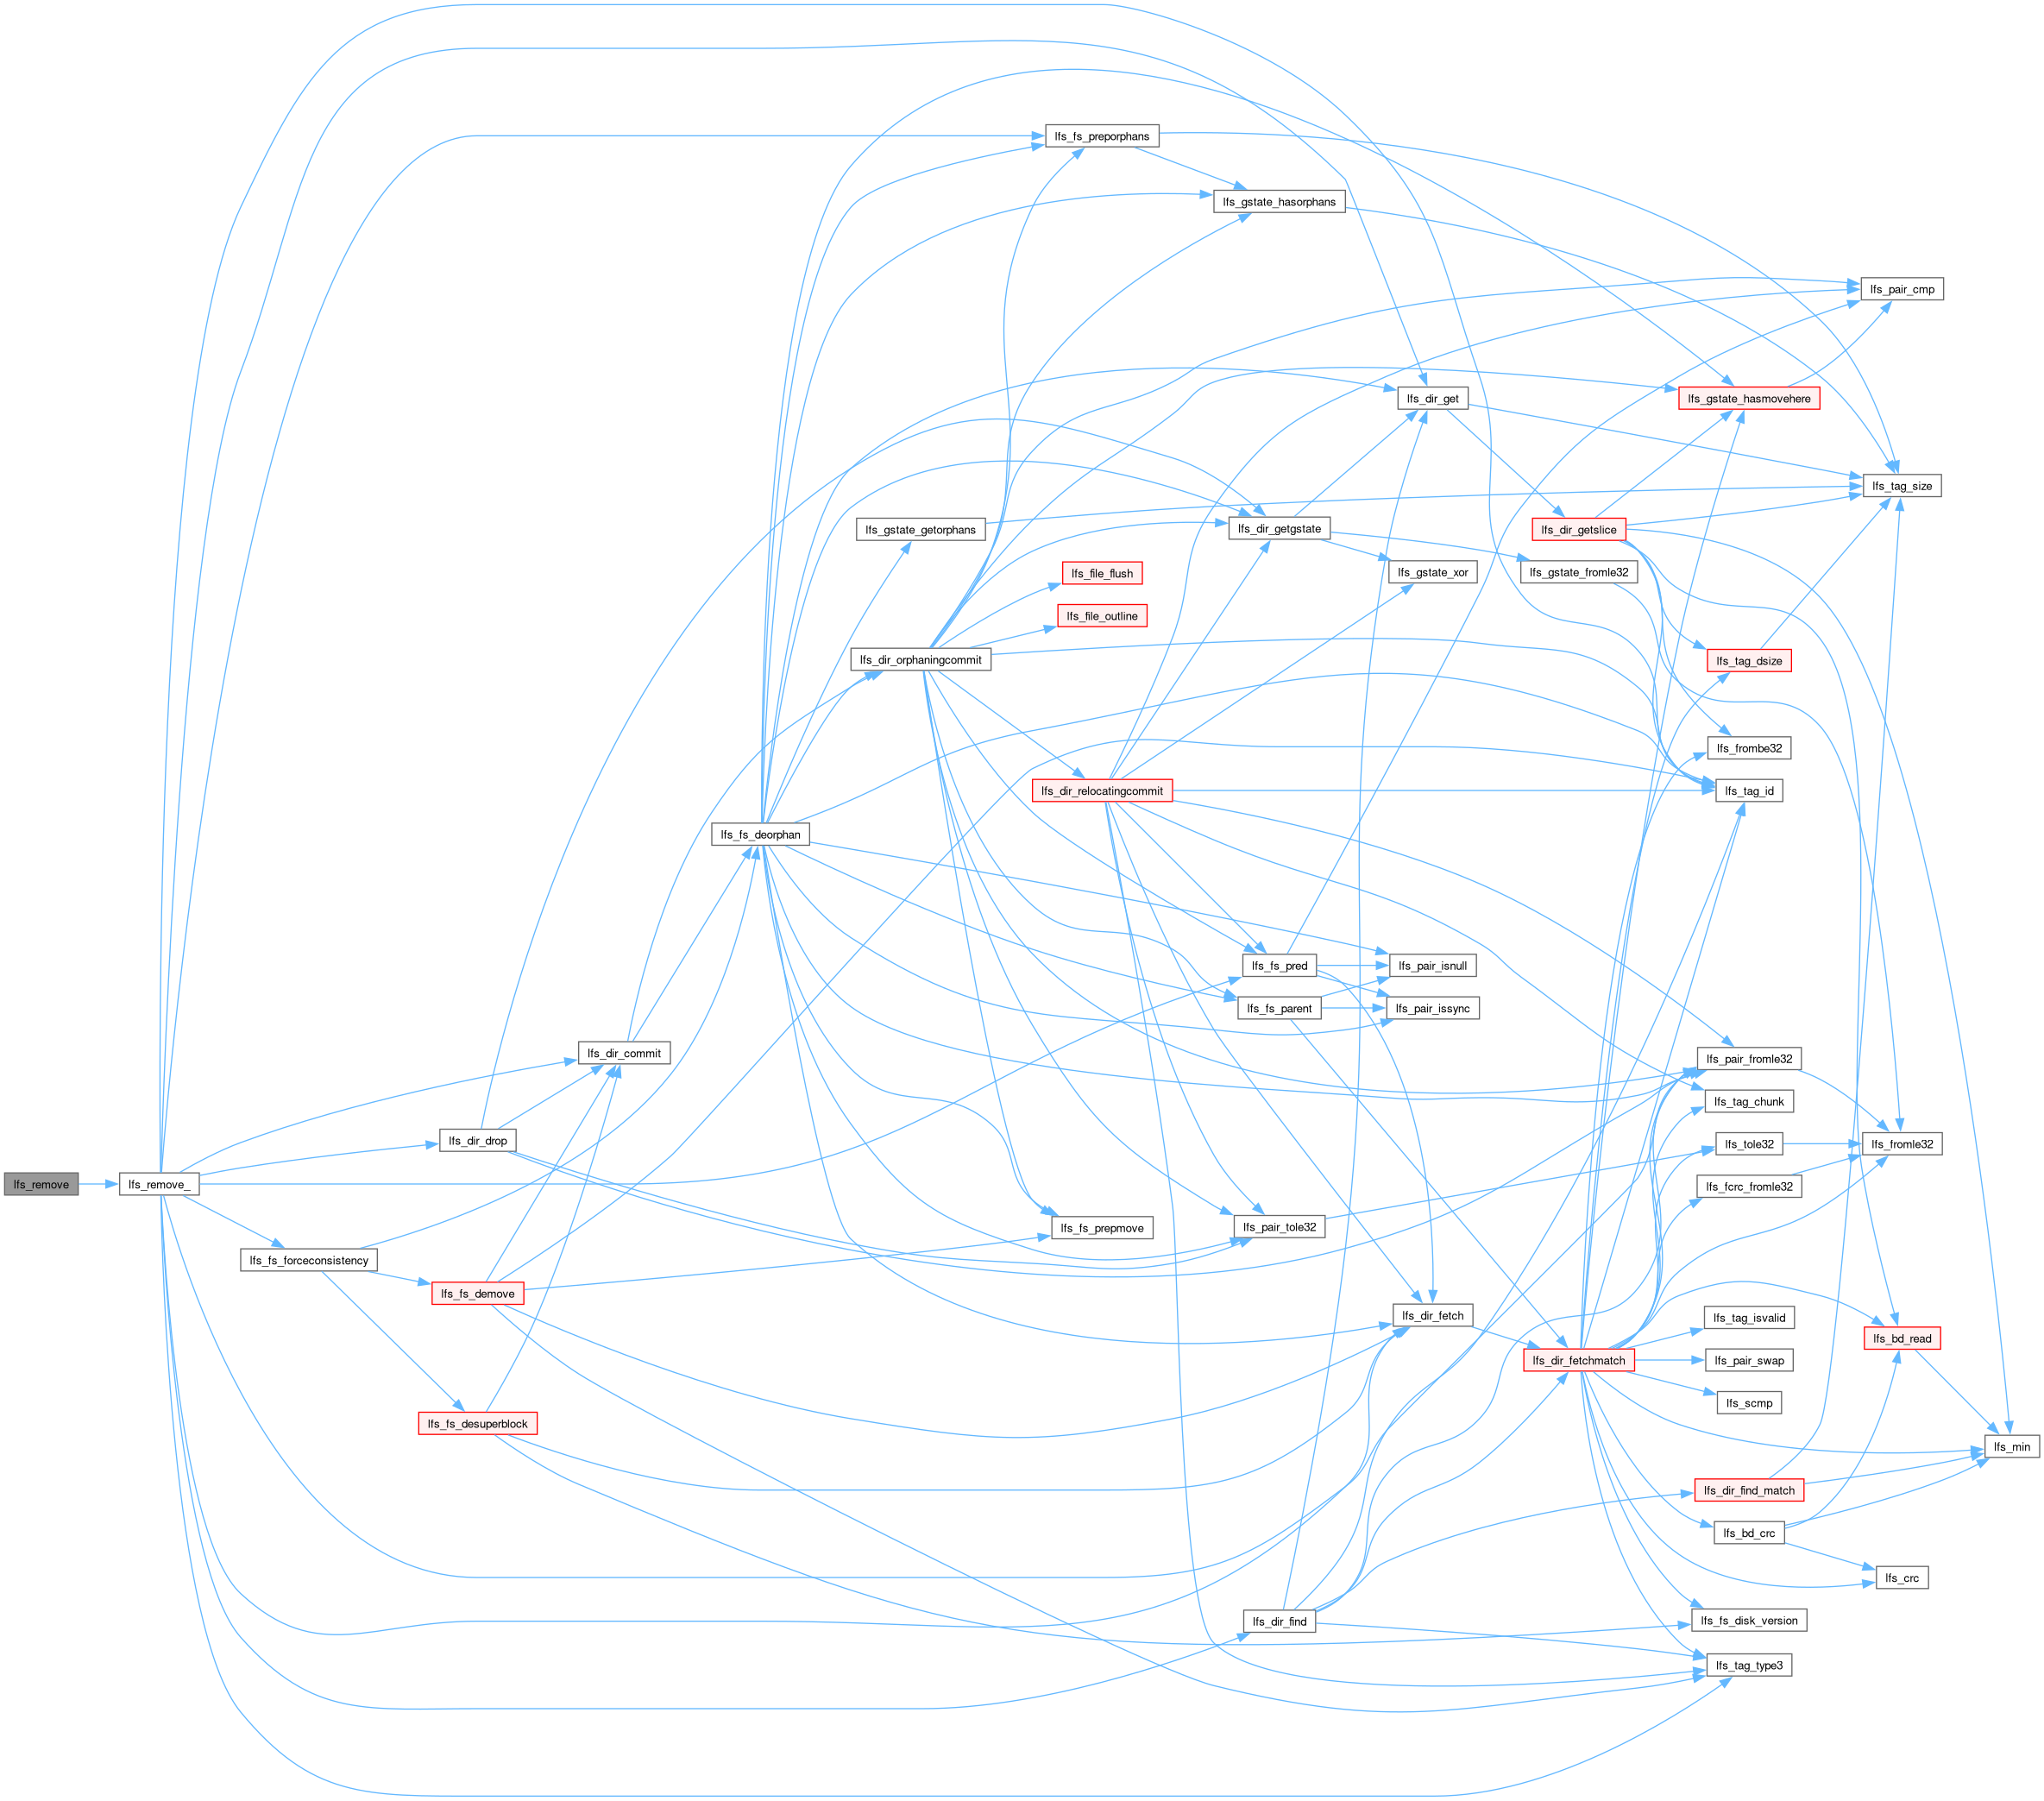 lfs_remove
lfs_remove_
lfs_fs_forceconsistency
lfs_dir_drop
lfs_fs_demove
lfs_fs_desuperblock
lfs_dir_commit
lfs_fs_deorphan
lfs_gstate_getorphans
lfs_dir_orphaningcommit
lfs_fs_preporphans
lfs_file_flush
lfs_file_outline
lfs_dir_relocatingcommit
lfs_fs_prepmove
lfs_gstate_hasorphans
lfs_dir_getgstate
lfs_fs_pred
lfs_fs_parent
lfs_pair_tole32
lfs_dir_find
lfs_dir_get
lfs_gstate_xor
lfs_pair_isnull
lfs_pair_issync
lfs_dir_fetch
lfs_dir_getslice
lfs_gstate_fromle32
lfs_dir_fetchmatch
lfs_gstate_hasmovehere
lfs_tag_dsize
lfs_frombe32
lfs_tag_id
lfs_pair_fromle32
lfs_tag_chunk
lfs_tole32
lfs_fcrc_fromle32
lfs_tag_isvalid
lfs_pair_swap
lfs_scmp
lfs_dir_find_match
lfs_bd_crc
lfs_fs_disk_version
lfs_tag_type3
lfs_pair_cmp
lfs_tag_size
lfs_fromle32
lfs_bd_read
lfs_crc
lfs_min